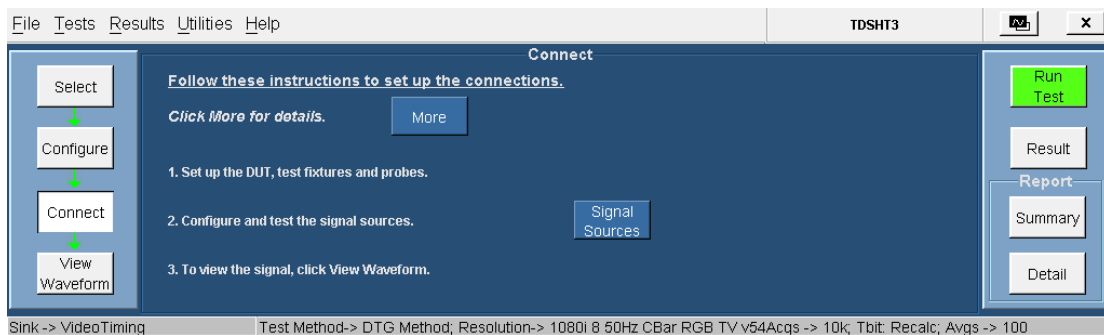 File Tests Results Utilities Help TDSHT3 x
Connect
Select
Configure
Connect
View
Waveform
Follow these instructions to set up the connections.
Click More for details. More
1. Set up the DUT, test fixtures and probes.
2. Configure and test the signal sources. Signal Sources
3. To view the signal, click View Waveform.
Run
Test
Result
Report
Summary
Detail
Sink -> VideoTiming Test Method-> DTG Method; Resolution-> 1080i 8 50Hz CBar RGB TV v54Acqs -> 10k; Tbit: Recalc; Avgs -> 100